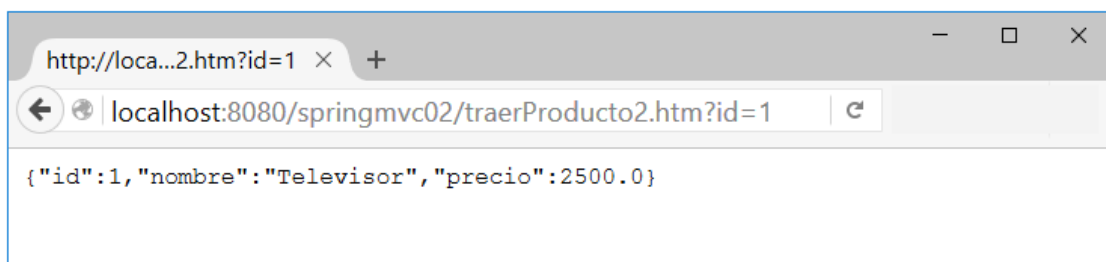 http://loca...2.htm?id=1
localhost:8080/springmvc02/traerProducto2.htm?id=1
{"id":1,"nombre":"Televisor","precio":2500.0}